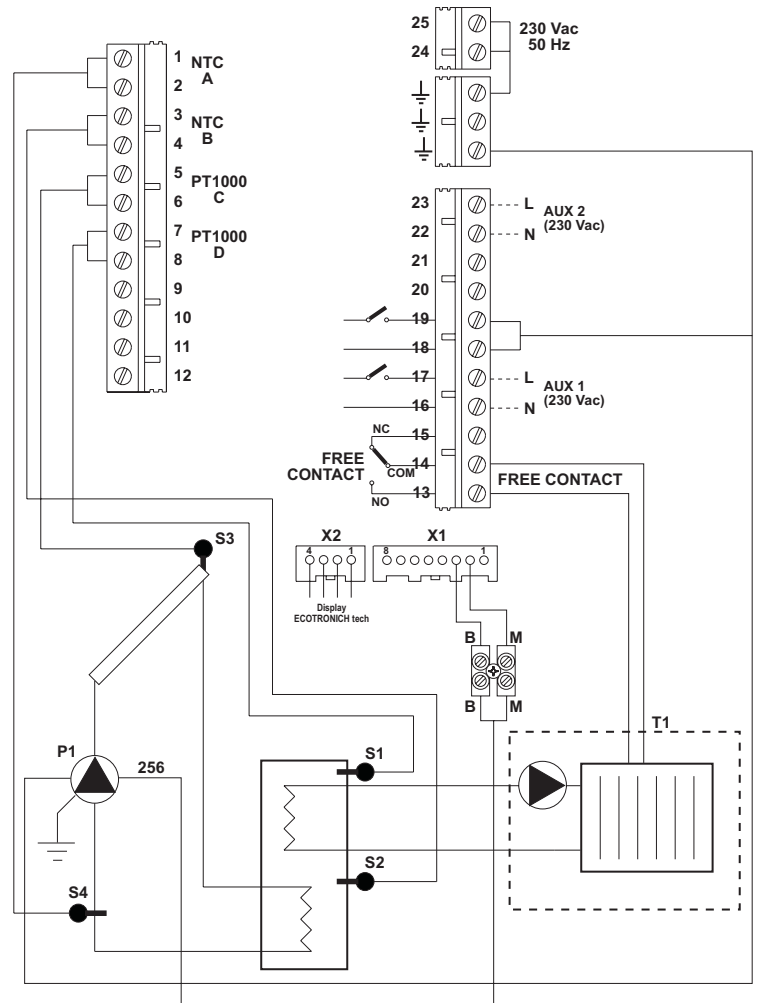 1
2
NTC
A
3
4
NTC
B
5
6
PT1000
C
7
8
PT1000
D
9
10
11
12
25
24
230 Vac
50 Hz
23
22
L
N
AUX 2
(230 Vac)
21
20
19
18
17
16
L
N
AUX 1
(230 Vac)
15
14
13
NC
COM
NO
FREE
CONTACT
FREE CONTACT
X2
4 1
X1
8 1
Display
ECOTRONICH tech
B M
B M
S3
P1
256
S1
S2
S4
T1